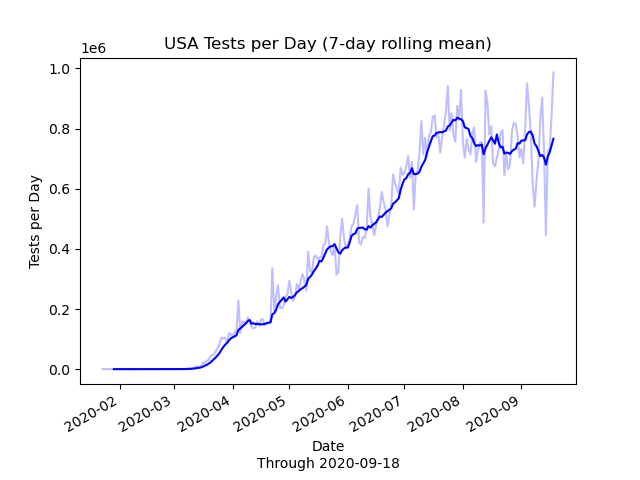 USA Tests per Day (7-day rolling mean)
1e6
1.0
0.8
0.6
0.4
0.2
0.0
Tests per Day
2020-02
2020-03
2020-04
2020-05
2020-06
2020-07
2020-08
2020-09
Date
Through 2020-09-18